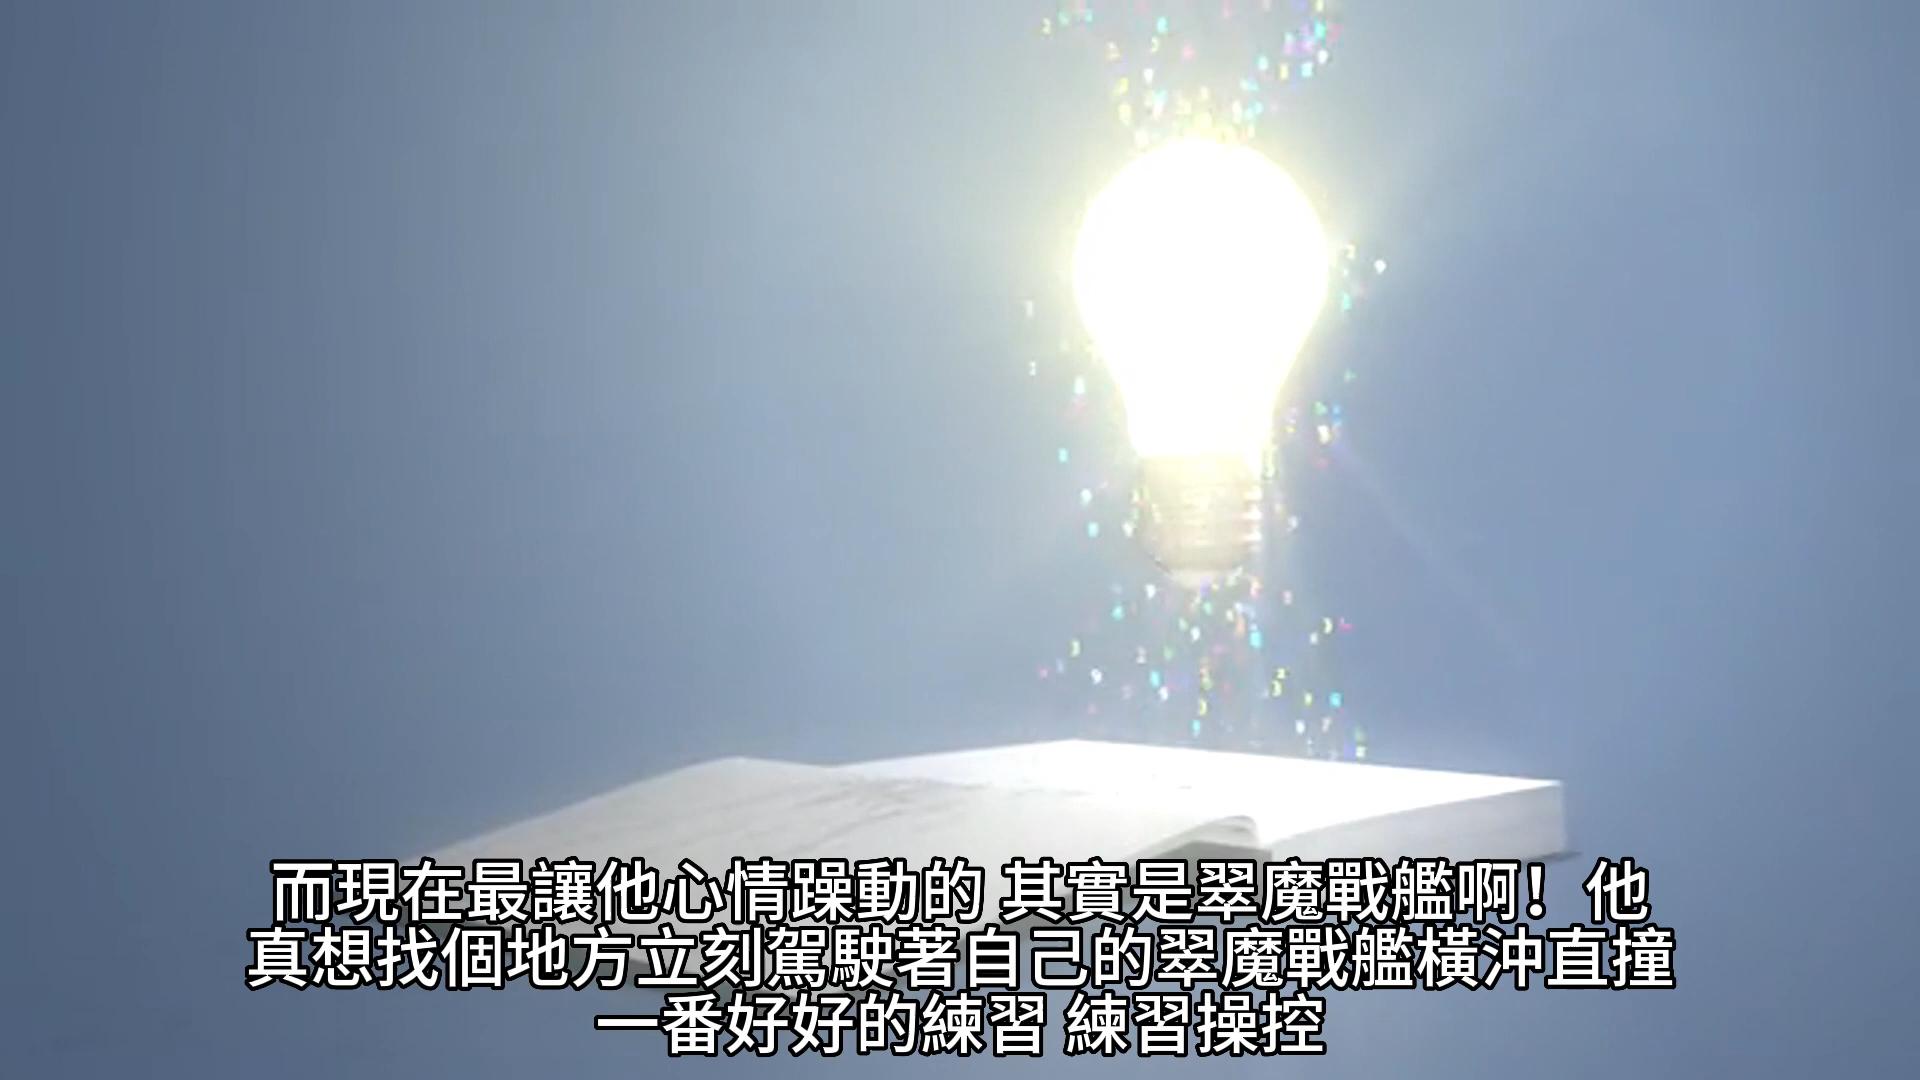 而現在最讓他心情躁動的 其實是翠魔戰艦啊！他
真想找個地方立刻駕駛著自己的翠魔戰艦橫沖直撞
一番好好的練習 練習操控